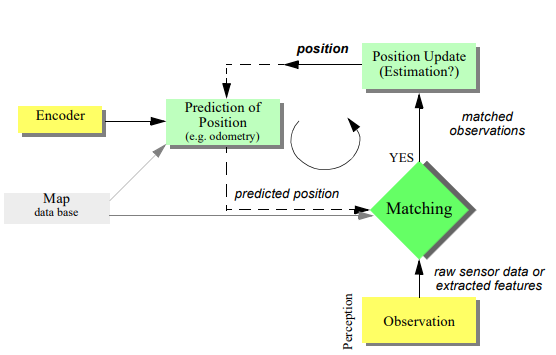 position
Position Update
(Estimation?)
Encoder
Prediction of
Position
(e.g. odometry)
matched
observations
YES
predicted position
Map
data base
Matching
raw sensor data or
extracted features
Perception
Observation